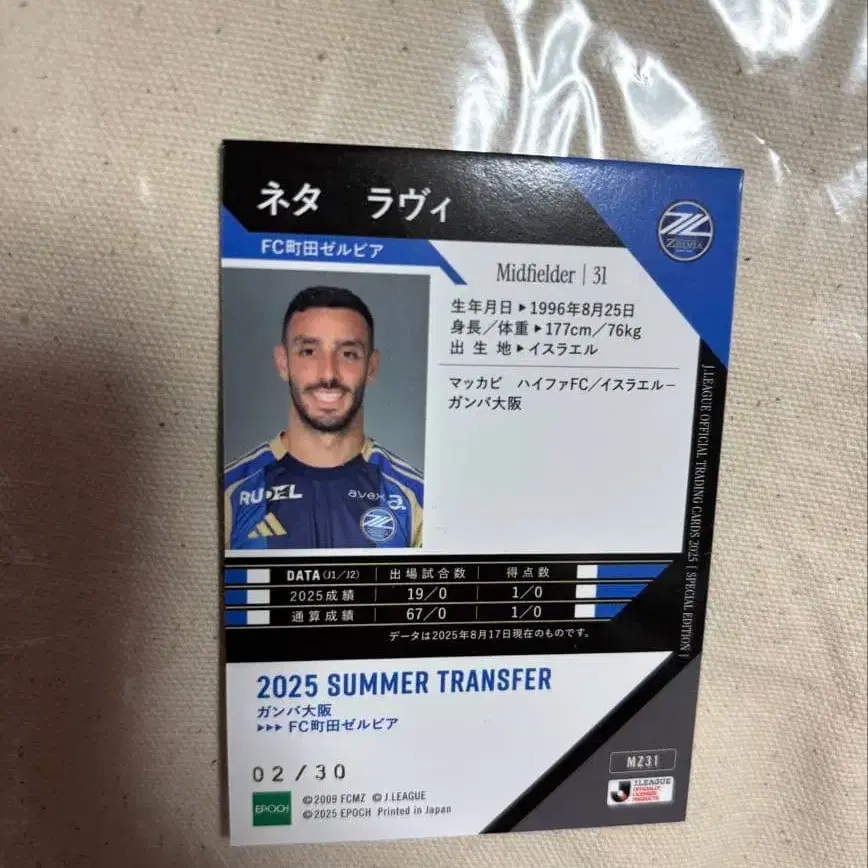 ネタ ラヴィ
FC町田ゼルビア
ZELVIA
Midfielder | 31
生年月日▶1996年8月25日
身長／体重▶177cm／76kg
出生地▶イスラエル
マッカビ ハイファFC／イスラエル－
ガンバ大阪
RUDEL
avex
DATA（J1／J2） 出場試合数 得点数
2025成績 19／0 1／0
通算成績 67／0 1／0
データは2025年8月17日現在のものです。
J.LEAGUE OFFICIAL TRADING CARDS 2025 | SPECIAL EDITION |
2025 SUMMER TRANSFER
ガンバ大阪
▶▶▶ FC町田ゼルビア
02/30
MZ31
EPOCH
©2009 FCMZ ©J.LEAGUE
©2025 EPOCH Printed in Japan
J.LEAGUE
OFFICIALLY
LICENSED
PRODUCTS